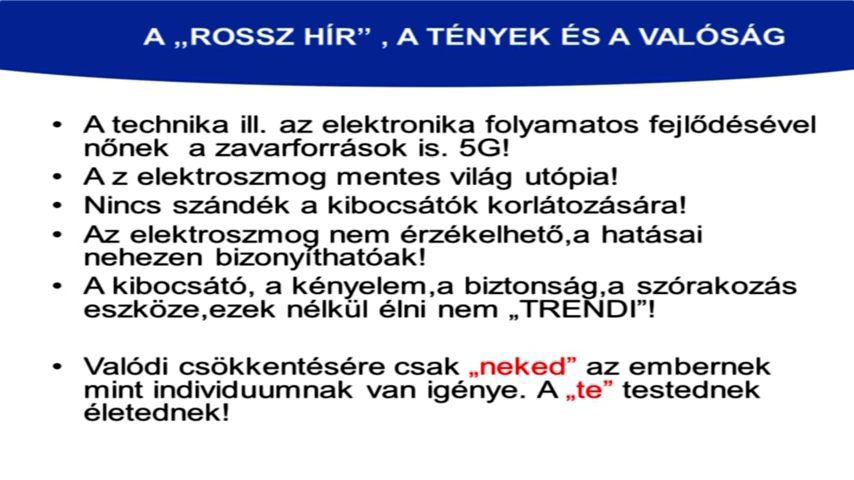 A „ROSSZ HÍR” , A TÉNYEK ÉS A VALÓSÁG
• A technika ill. az elektronika folyamatos fejlődésével
nőnek a zavarforrások is. 5G!
• A z elektroszmog mentes világ utópia!
• Nincs szándék a kibocsátók korlátozására!
• Az elektroszmog nem érzékelhető,a hatásai
nehezen bizonyíthatóak!
• A kibocsátó, a kényelem,a biztonság,a szórakozás
eszköze,ezek nélkül élni nem „TRENDI”!
• Valódi csökkentésére csak „neked” az embernek
mint individuumnak van igénye. A „te” testednek
életednek!